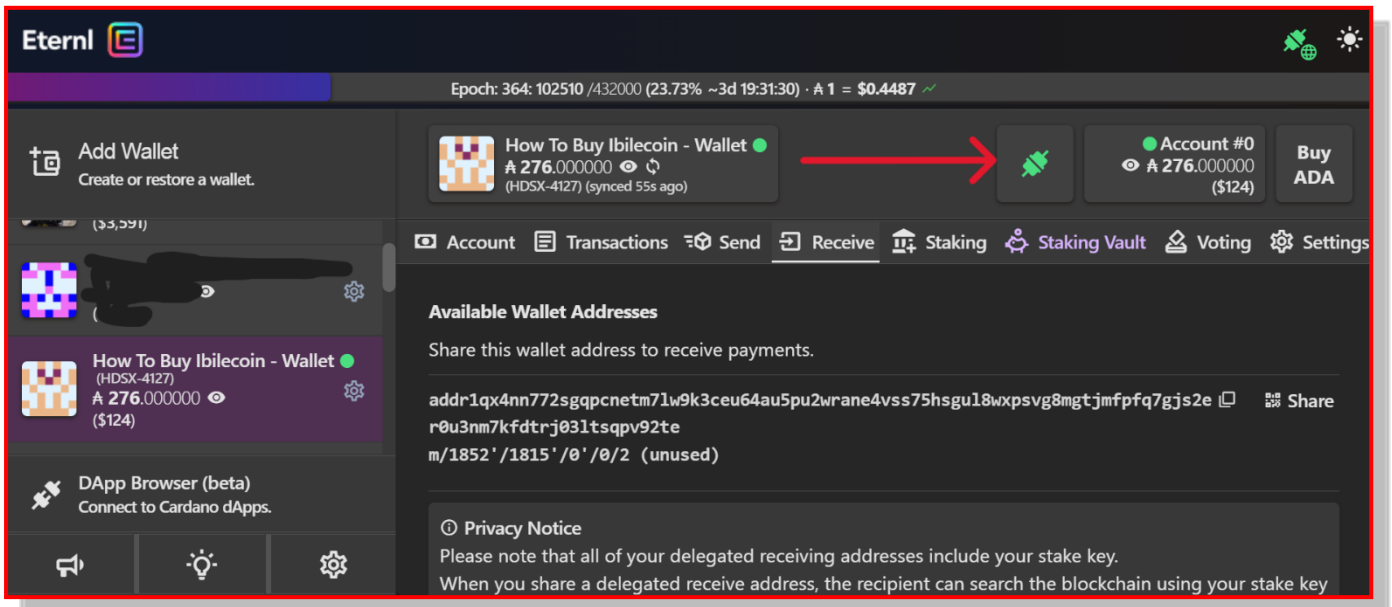 Eternl
Epoch: 364: 102510 /432000 (23.73% ~3d 19:31:30) · ₳ 1 = $0.4487
Add Wallet
Create or restore a wallet.
($3,591)
(
How To Buy Ibilecoin - Wallet
(HDSX-4127)
₳ 276.000000
($124)
DApp Browser (beta)
Connect to Cardano dApps.
How To Buy Ibilecoin - Wallet
₳ 276.000000
(HDSX-4127) (synced 55s ago)
Account #0
₳ 276.000000
($124)
Buy
ADA
Account Transactions Send Receive Staking Staking Vault Voting Settings
Available Wallet Addresses
Share this wallet address to receive payments.
addr1qx4nn772sgqpcnetm7lw9k3ceu64au5pu2wrane4vss75hsgul8wxpsvg8mgtjmfpfq7gjs2e Share
r0u3nm7kfdtrj03ltsqpv92te
m/1852'/1815'/0'/0/2 (unused)
Privacy Notice
Please note that all of your delegated receiving addresses include your stake key.
When you share a delegated receive address, the recipient can search the blockchain using your stake key